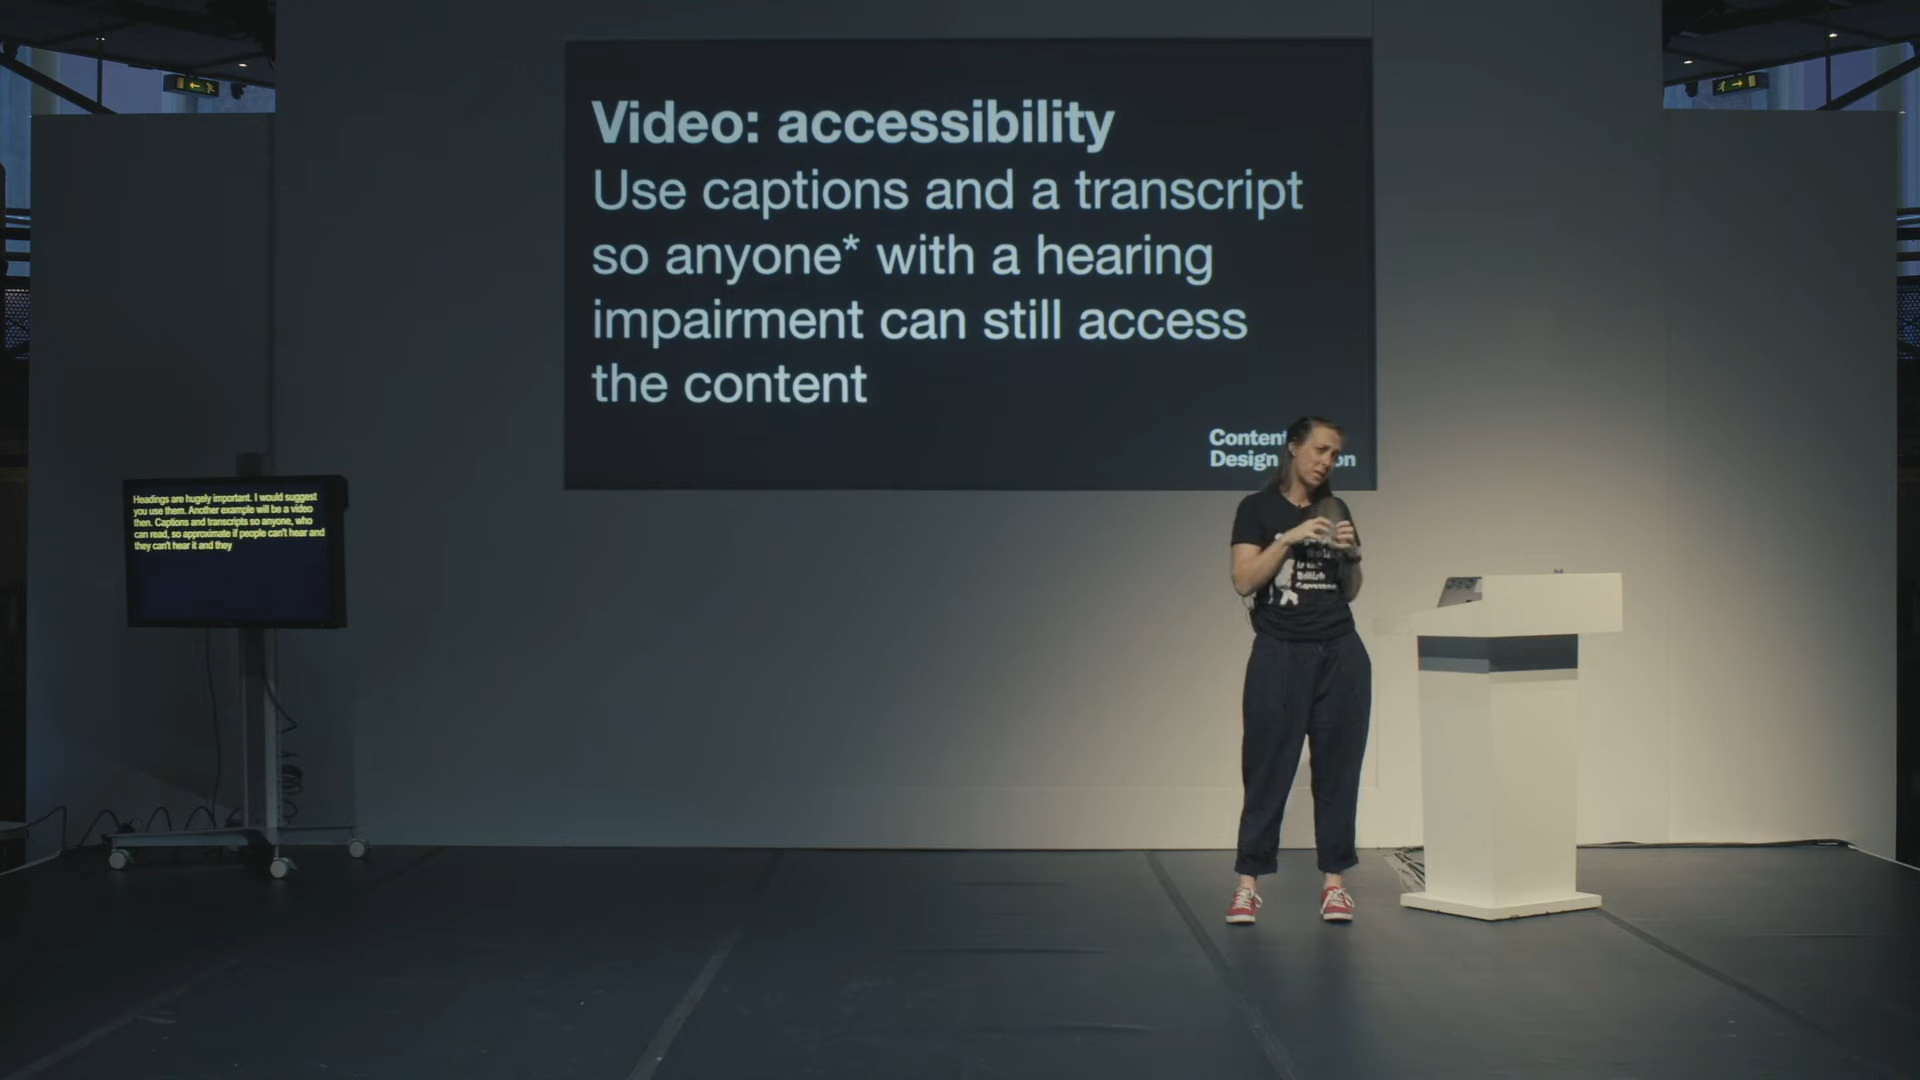 Video: accessibility
Use captions and a transcript
so anyone* with a hearing
impairment can still access
the content
Content
Design
Headings are hugely important. I would suggest
you use them. Another example will be a video
then. Captions and transcripts so anyone, who
can read, so approximate if people can't hear and
they can't hear it and they